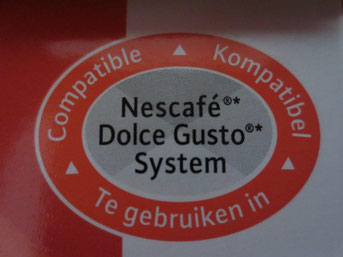 Compatible
Kompatibel
Nescafé®*
Dolce Gusto®*
System
Te gebruiken in